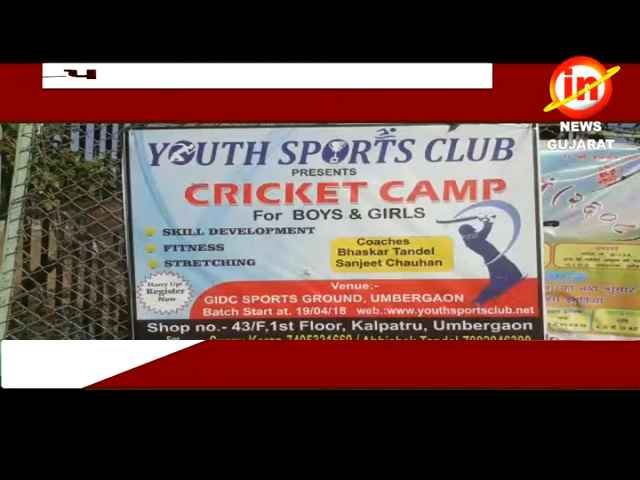 in
NEWS
GUJARAT
YOUTH SPORTS CLUB
PRESENTS
CRICKET CAMP
For BOYS & GIRLS
SKILL DEVELOPMENT
FITNESS
STRETCHING
Coaches
Bhaskar Tandel
Sanjeet Chauhan
Hurry Up!
Register
Now
Venue:-
GIDC SPORTS GROUND, UMBERGAON
Batch Start at. 19/04/18 web.:www.youthsportsclub.net
Shop no.- 43/F,1st Floor, Kalpatru, Umbergaon
For